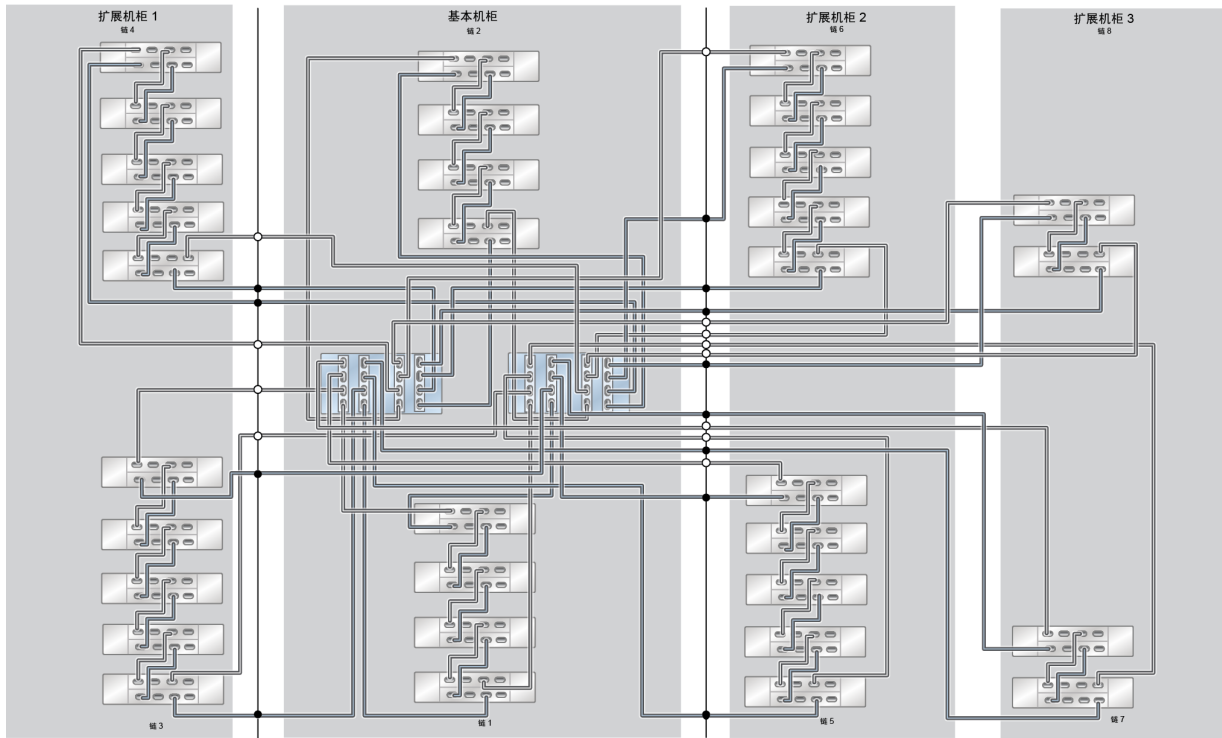 扩展机柜 1
链 4
基本机柜
链 2
扩展机柜 2
链 6
扩展机柜 3
链 8
链 3
链 1
链 5
链 7